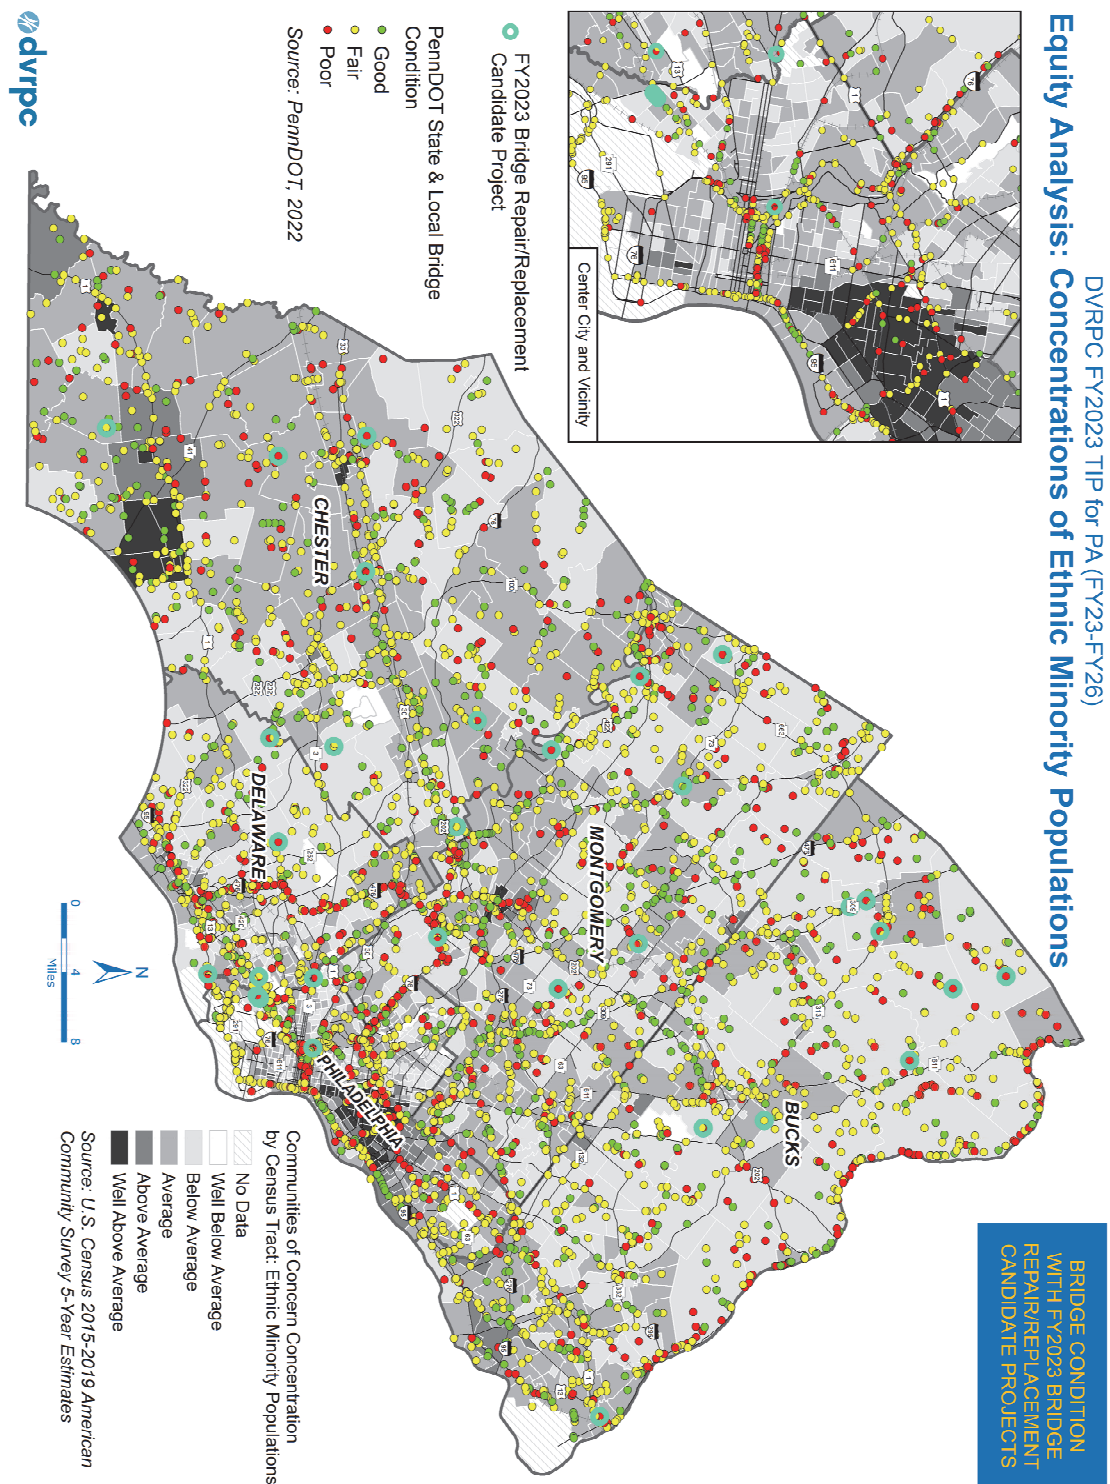 DVRPC FY2023 TIP for PA (FY23-FY26)
Equity Analysis: Concentrations of Ethnic Minority Populations
BRIDGE CONDITION
WITH FY2023 BRIDGE
REPAIR/REPLACEMENT
CANDIDATE PROJECTS
Center City and Vicinity
FY2023 Bridge Repair/Replacement
Candidate Project
PennDOT State & Local Bridge
Condition
Good
Fair
Poor
Source: PennDOT, 2022
CHESTER
DELAWARE
MONTGOMERY
PHILADELPHIA
BUCKS
N
0 4 8
Miles
Communities of Concern Concentration
by Census Tract: Ethnic Minority Populations
No Data
Well Below Average
Below Average
Average
Above Average
Well Above Average
Source: U.S. Census 2015-2019 American
Community Survey 5-Year Estimates
dvrpc